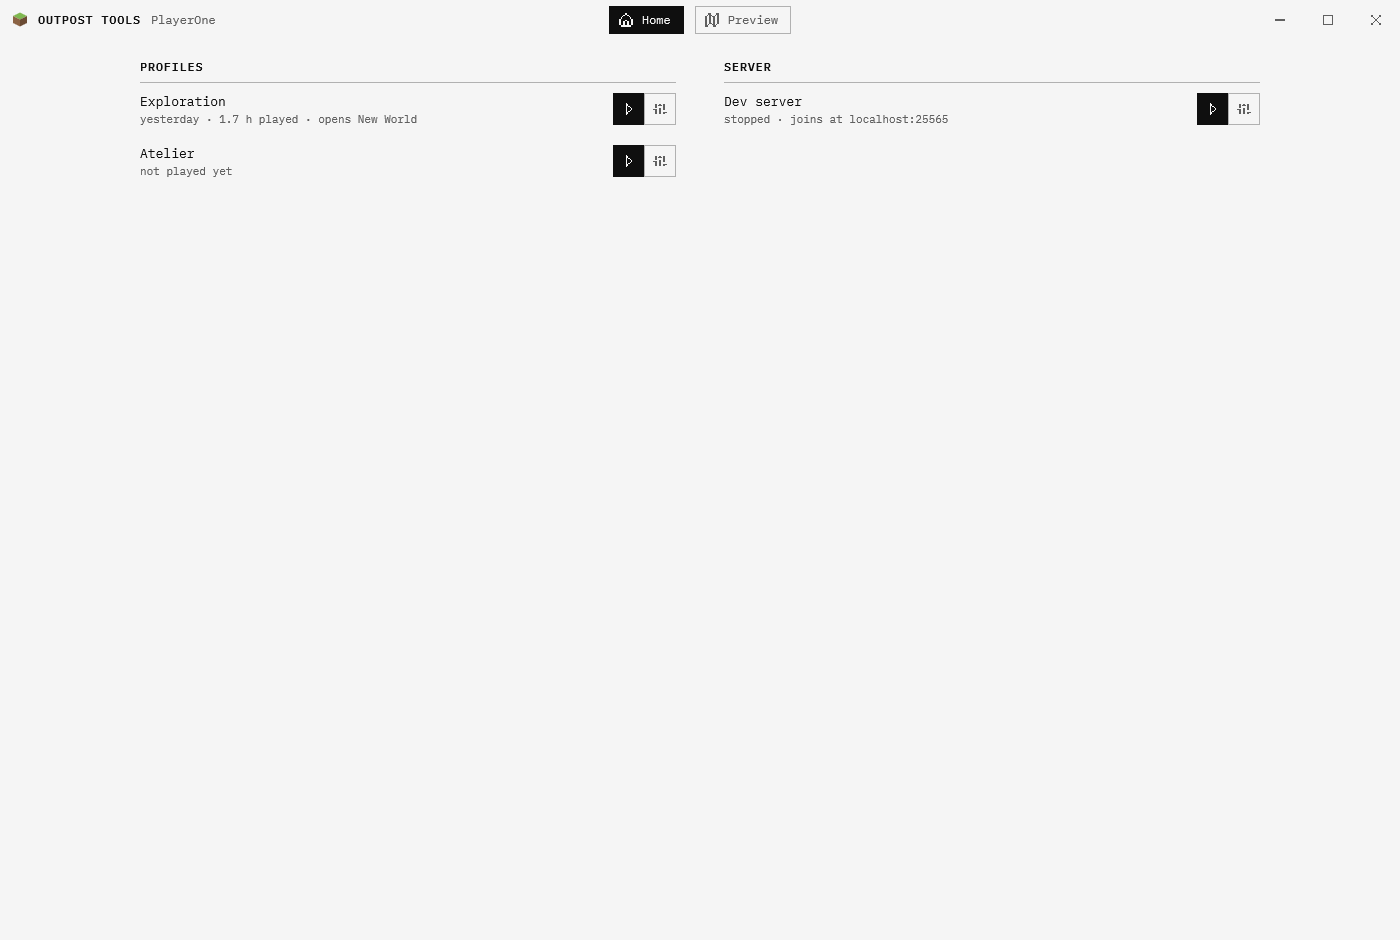 OUTPOST TOOLS PlayerOne
Home
Preview
PROFILES
Exploration
yesterday · 1.7 h played · opens New World
Atelier
not played yet
SERVER
Dev server
stopped · joins at localhost:25565